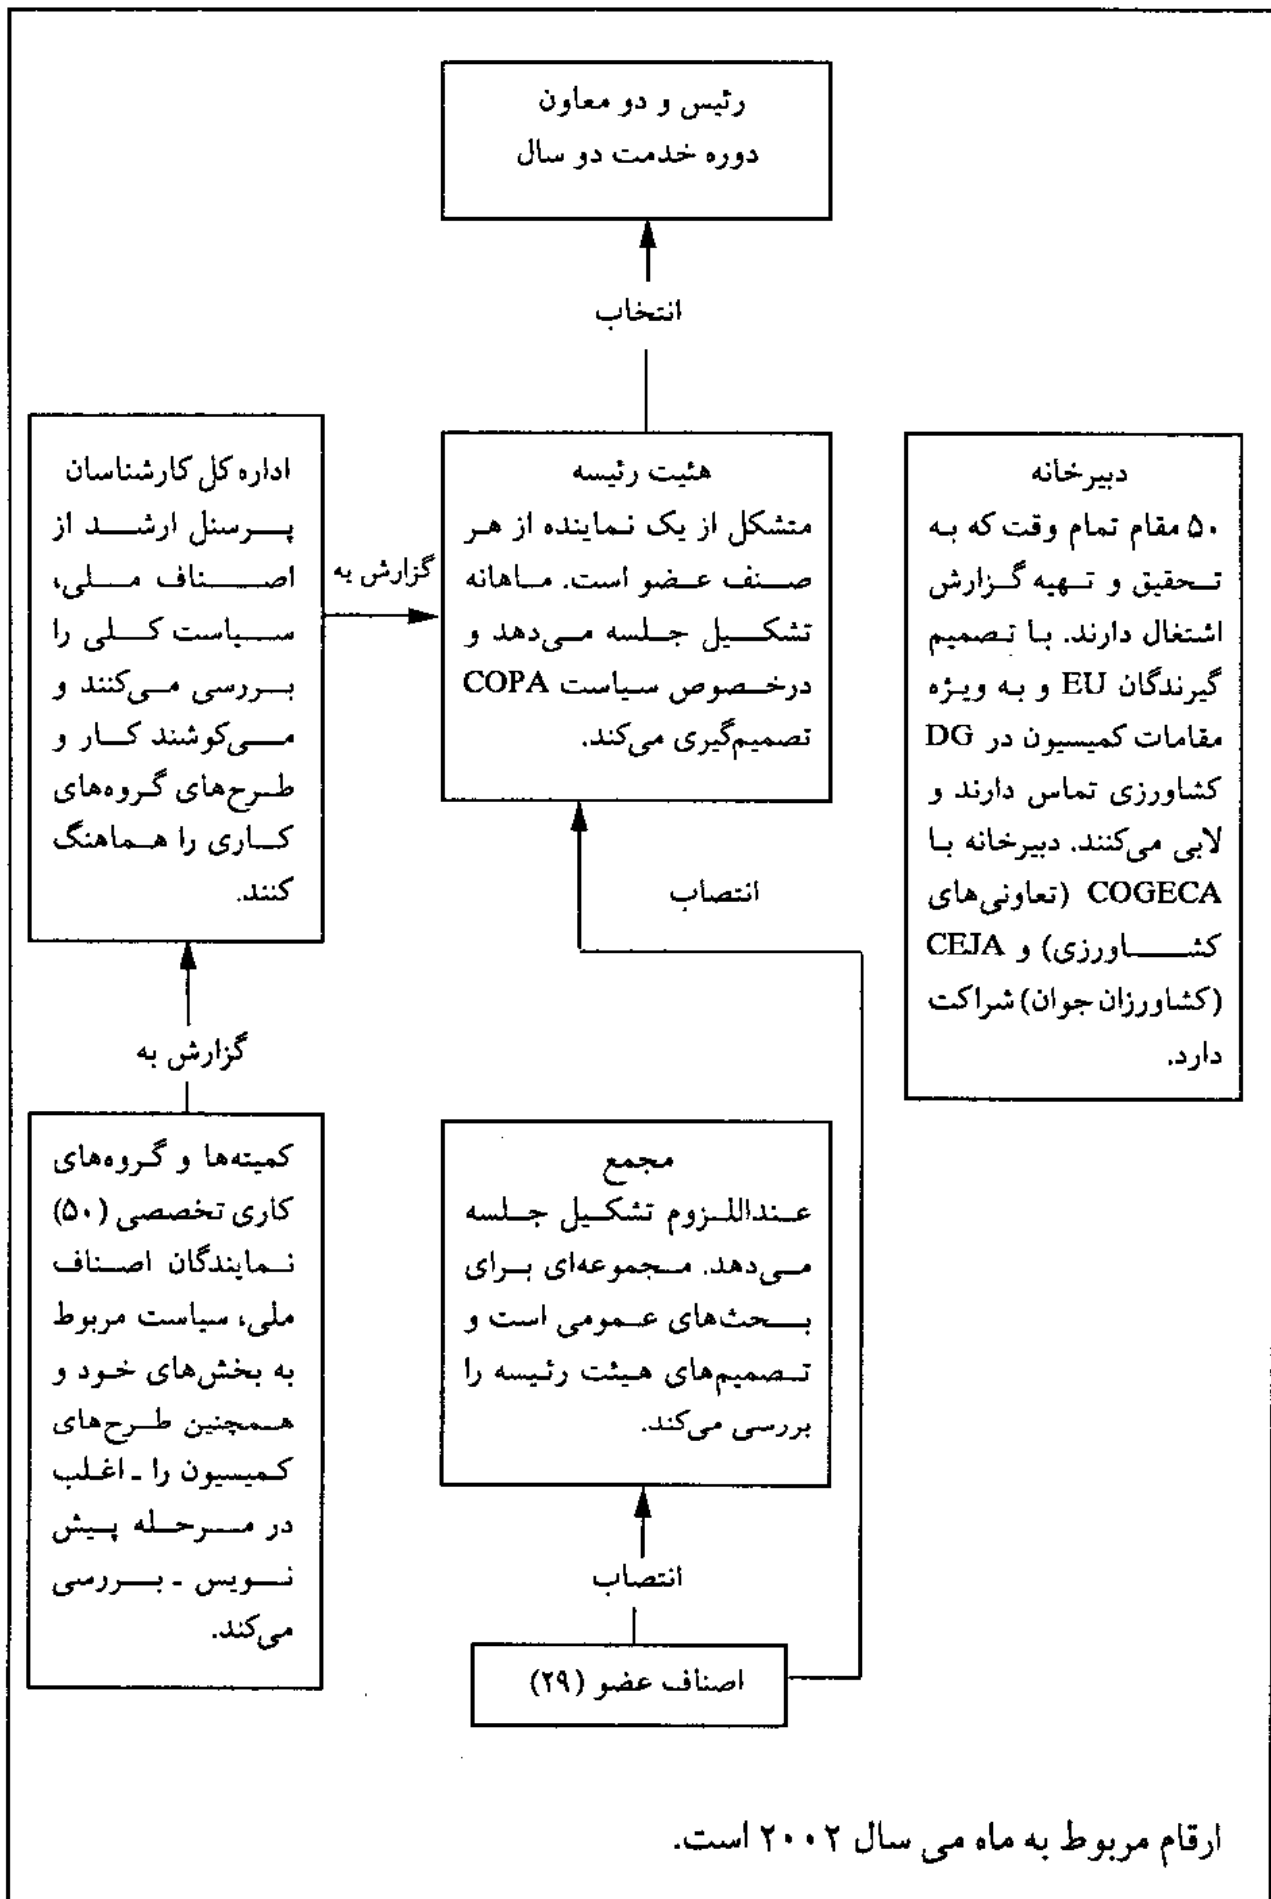 رئیس و دو معاون
دوره خدمت دو سال
انتخاب
دبیرخانه
۵۰ مقام تمام وقت که به
تحقیق و تهیه گزارش
اشتغال دارند. با تصمیم
گیرندگان EU و به ویژه
مقامات کمیسیون در DG
کشاورزی تماس دارند و
لابی می‌کنند. دبیرخانه با
COGECA (تعاونی‌های
کشاورزی) و CEJA
(کشاورزان جوان) شراکت
دارد.
هئیت رئیسه
متشکل از یک نماینده از هر
صنف عضو است. ماهانه
تشکیل جلسه می‌دهد و
درخصوص سیاست COPA
تصمیم‌گیری می‌کند.
گزارش به
اداره کل کارشناسان
پرسنل ارشد از
اصناف ملی،
سیاست کلی را
بررسی می‌کنند و
می‌کوشند کار و
طرح‌های گروه‌های
کاری را هماهنگ
کنند.
انتصاب
گزارش به
مجمع
عنداللزوم تشکیل جلسه
می‌دهد. مجموعه‌ای برای
بحث‌های عمومی است و
تصمیم‌های هیئت رئیسه را
بررسی می‌کند.
کمیته‌ها و گروه‌های
کاری تخصصی (۵۰)
نمایندگان اصناف
ملی، سیاست مربوط
به بخش‌های خود و
همچنین طرح‌های
کمیسیون را ـ اغلب
در مرحله پیش
نویس ـ بررسی
می‌کند.
انتصاب
اصناف عضو (۲۹)
ارقام مربوط به ماه می سال ۲۰۰۲ است.